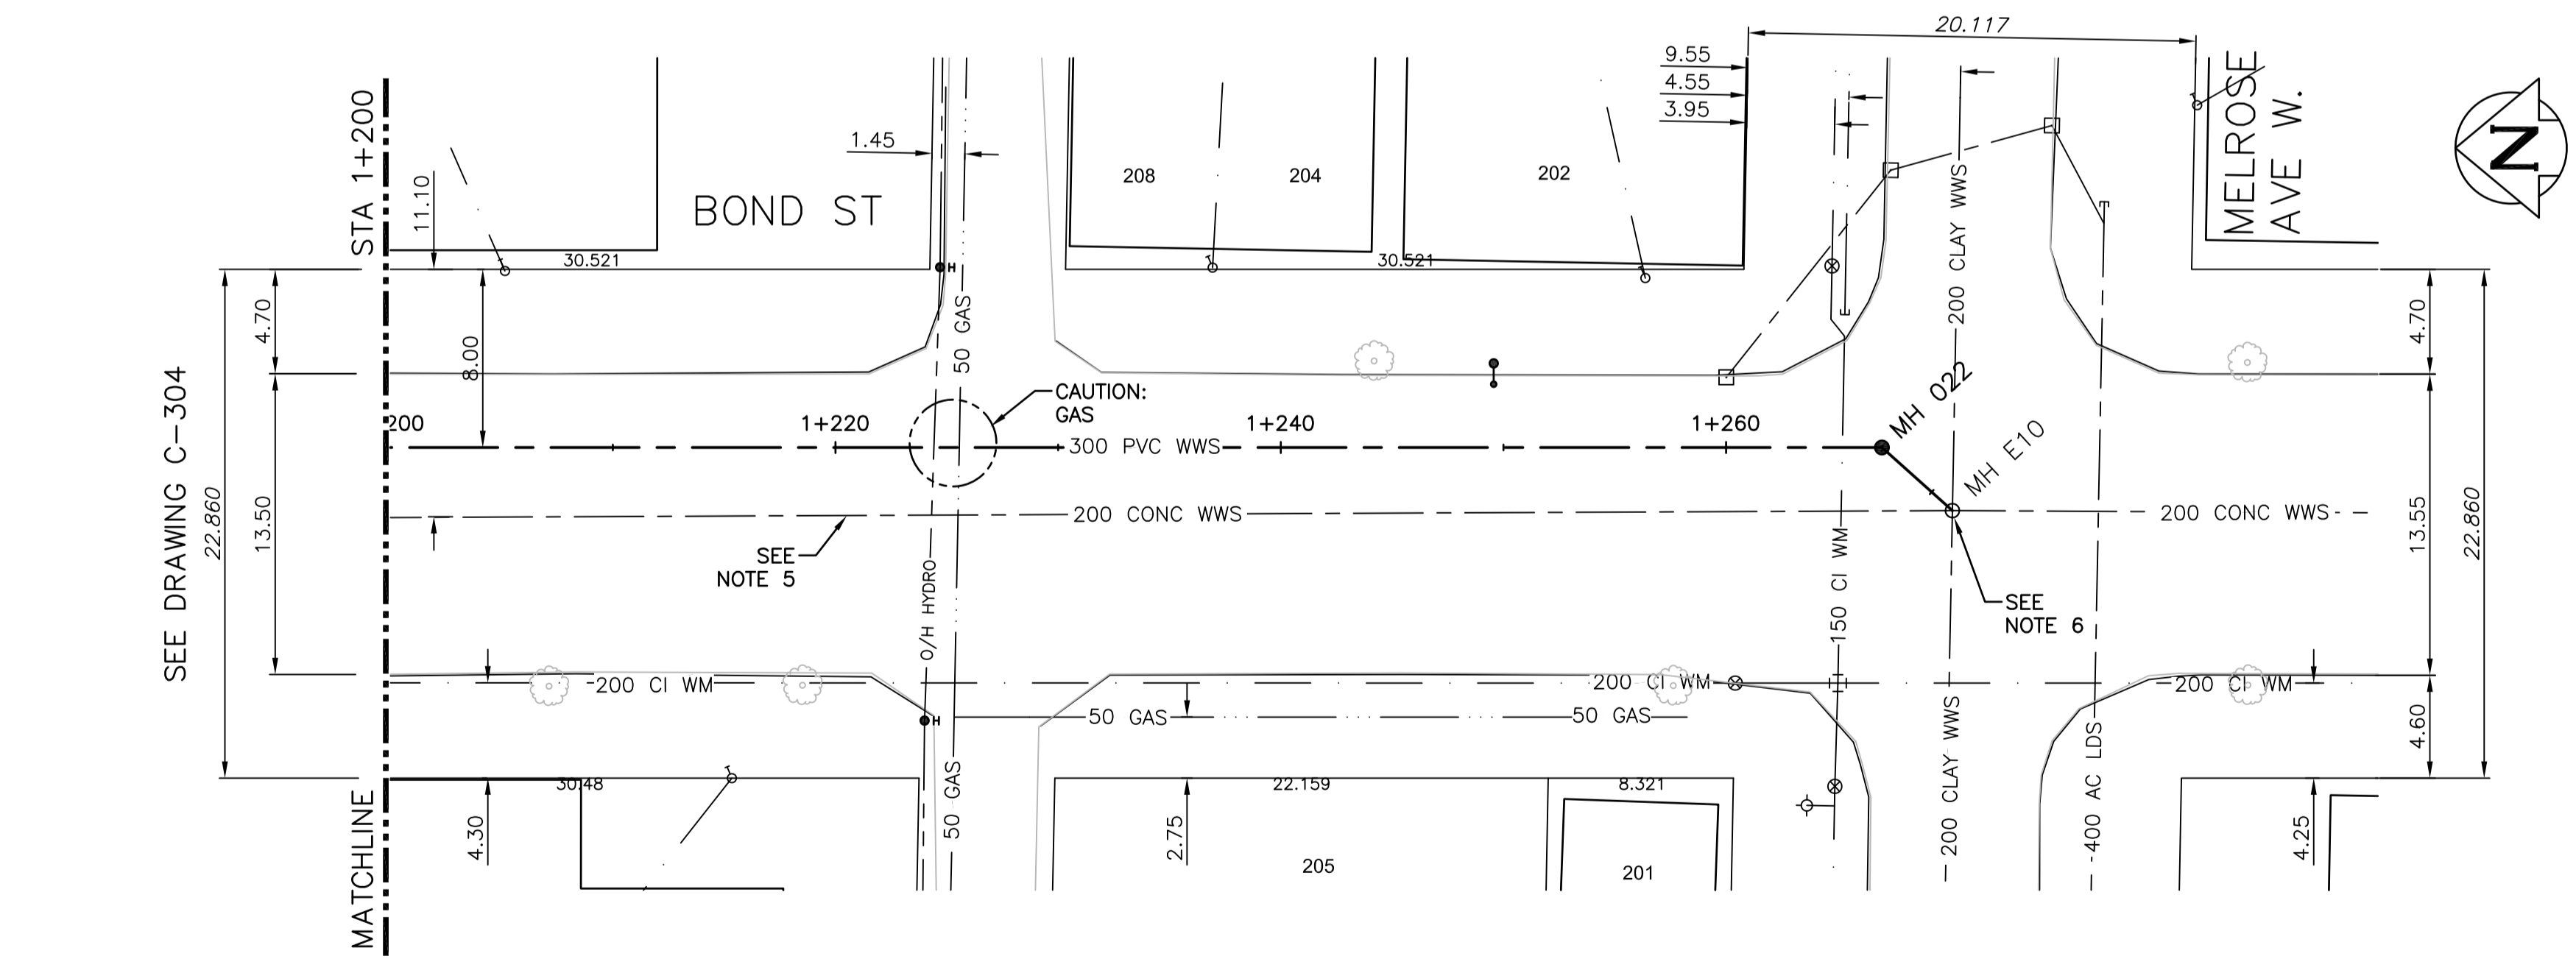 20.117
9.55
4.55
3.95
MELROSE
AVE W.
N
STA 1+200
11.10
1.45
BOND ST
208
204
202
200 CLAY WWS
30.521
30.521
H
50 GAS
4.70
8.00
4.70
SEE DRAWING C-304
CAUTION:
GAS
200
1+220
1+240
1+260
MH 022
300 PVC WWS
MH E10
22.860
13.50
200 CONC WWS
200 CONC WWS
13.55
22.860
SEE
NOTE 5
O/H HYDRO
150 CI WM
SEE
NOTE 6
200 CI WM
200 CI WM
200 CI WM
H
50 GAS
50 GAS
50 GAS
200 CLAY WWS
400 AC LDS
4.60
30.48
22.159
8.321
MATCHLINE
4.30
2.75
205
201
4.25